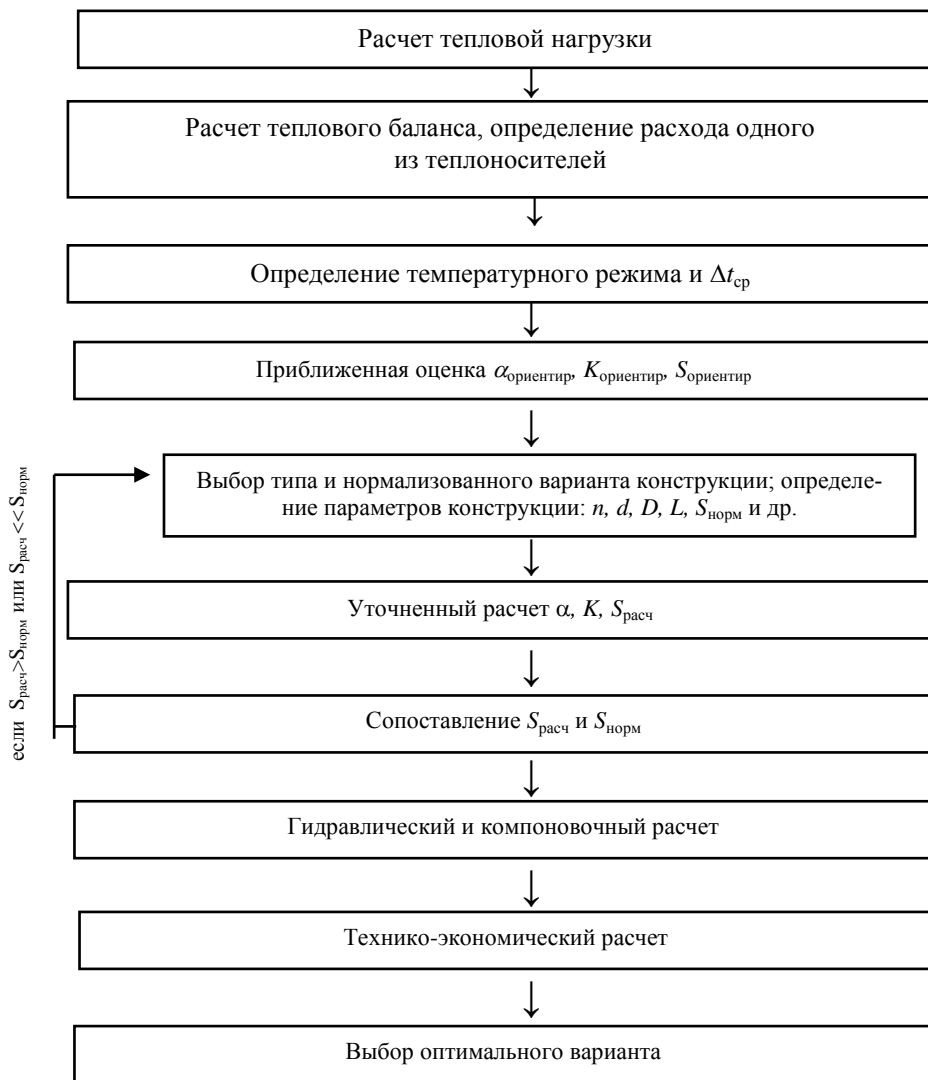 Расчет тепловой нагрузки
Расчет теплового баланса, определение расхода одного
из теплоносителей
Определение температурного режима и Δtср
Приближенная оценка αориентир, Kориентир, Sориентир
Выбор типа и нормализованного варианта конструкции; определе-
ние параметров конструкции: n, d, D, L, Sнорм и др.
Уточненный расчет α, K, Sрасч
Сопоставление Sрасч и Sнорм
если Sрасч>Sнорм или Sрасч<<Sнорм
Гидравлический и компоновочный расчет
Технико-экономический расчет
Выбор оптимального варианта